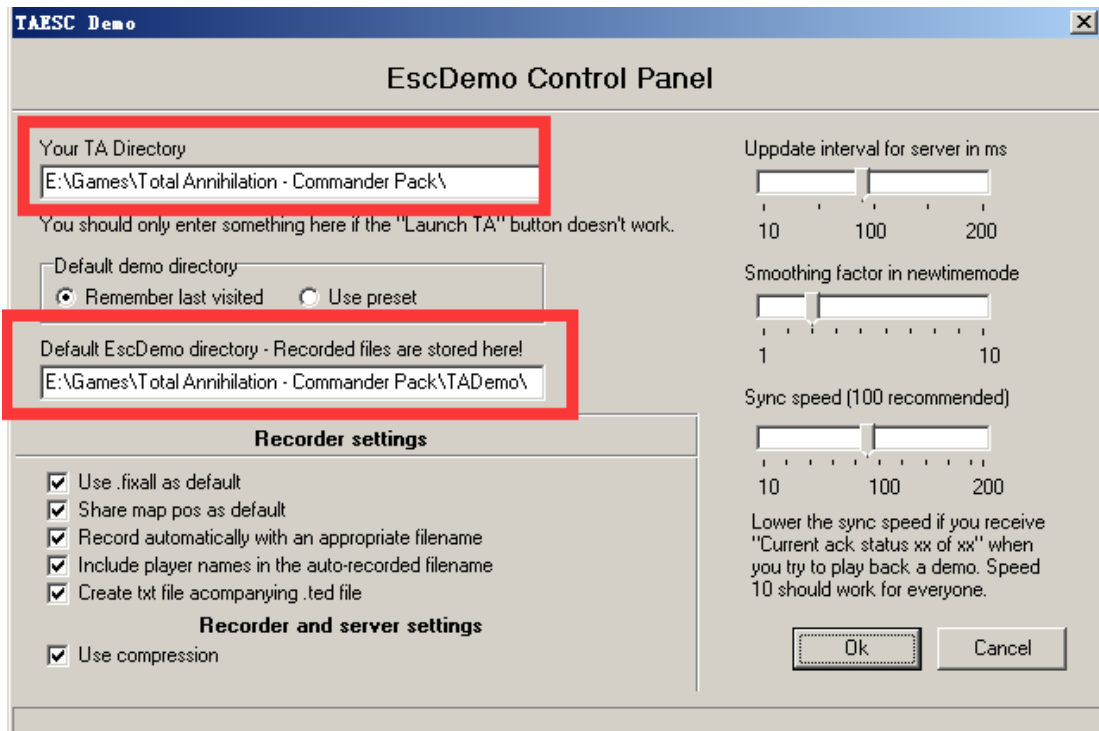 TAESC Demo
EscDemo Control Panel
Your TA Directory
E:\Games\Total Annihilation - Commander Pack\
You should only enter something here if the "Launch TA" button doesn't work.
Default demo directory
Remember last visited
Use preset
Default EscDemo directory - Recorded files are stored here!
E:\Games\Total Annihilation - Commander Pack\TADemo\
Recorder settings
Use .fixall as default
Share map pos as default
Record automatically with an appropriate filename
Include player names in the auto-recorded filename
Create txt file acompanying .ted file
Recorder and server settings
Use compression
Uppdate interval for server in ms
10 100 200
Smoothing factor in newtimemode
1 10
Sync speed (100 recommended)
10 100 200
Lower the sync speed if you receive
"Current ack status xx of xx" when
you try to play back a demo. Speed
10 should work for everyone.
Ok
Cancel